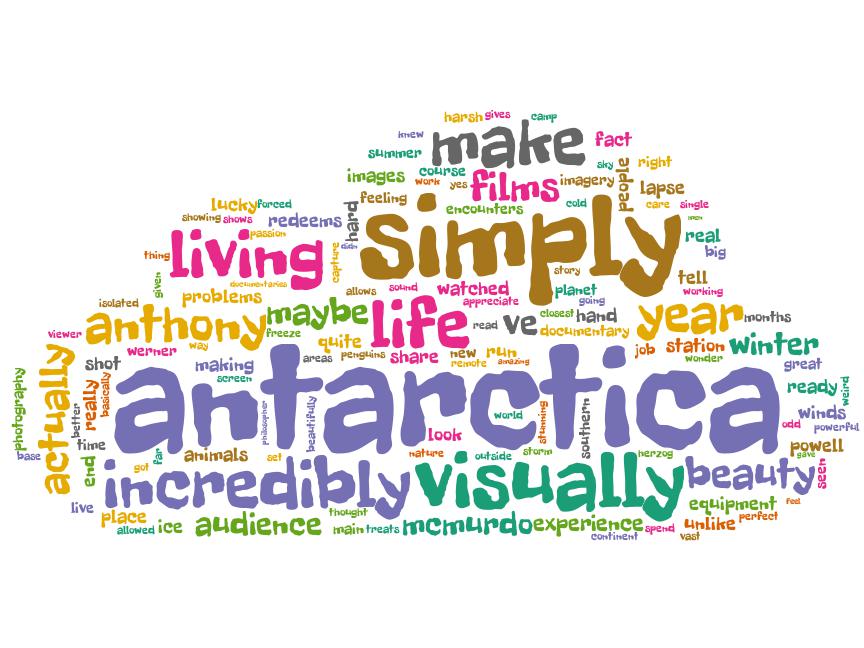 harsh gives camp
knew make fact
summer course sky people right
images work yes films imagery lapse
lucky forced feeling encounters cold care single
showing shows redeems hard simply men
passion didn real
thing living capture story big
given documentaries allows sound watched planet tell
isolated problems appreciate going working
viewer anthony maybe life read ve closest hand year months
freeze documentary
way quite
werner areas penguins share new run job station winter
photography actually shot making remote amazing wonder great
screen
better really basically antarctica ready weird
philosopher beautifully world stunning southern winds
time look odd powerful
base end got far animals set nature outside storm herzog powell
gave seen
incredibly visually beauty
live thought equipment feel
place allowed ice audience main treats mcmurdo experience spend unlike perfect
continent vast